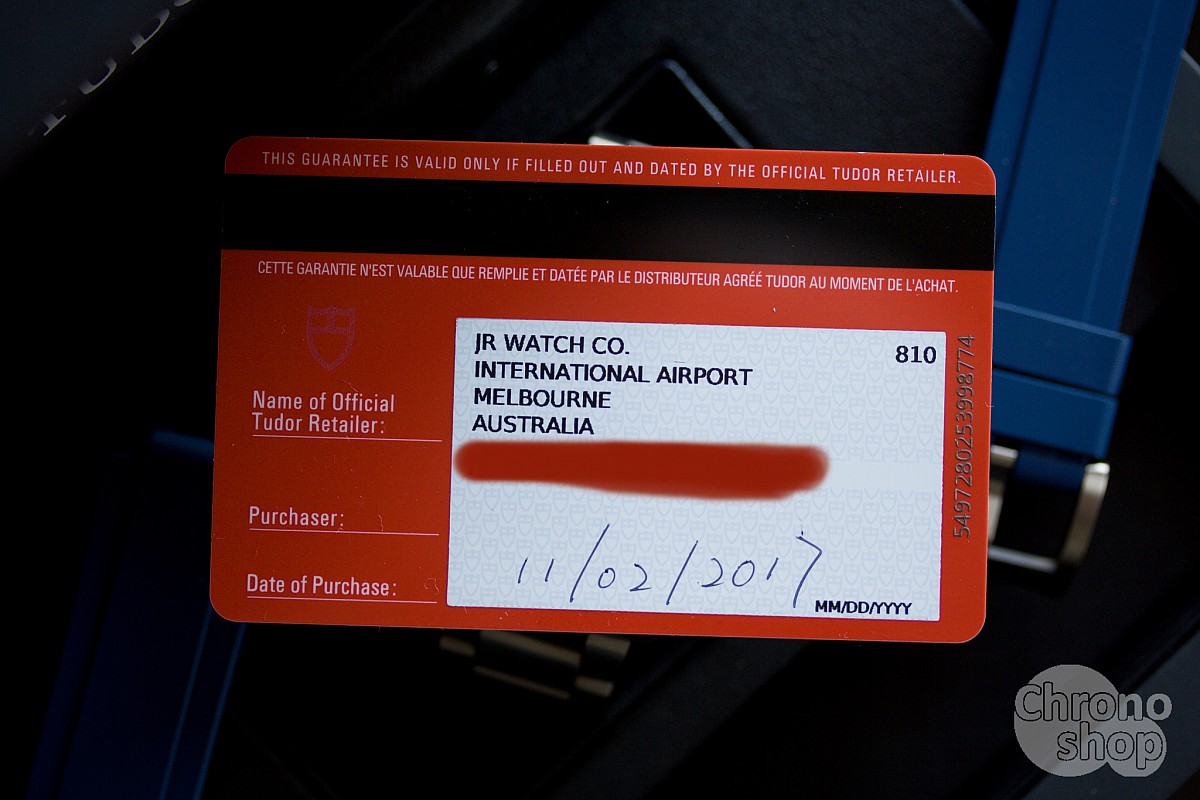 THIS GUARANTEE IS VALID ONLY IF FILLED OUT AND DATED BY THE OFFICIAL TUDOR RETAILER.
CETTE GARANTIE N'EST VALABLE QUE REMPLIE ET DATÉE PAR LE DISTRIBUTEUR AGRÉÉ TUDOR AU MOMENT DE L'ACHAT.
JR WATCH CO.
810
INTERNATIONAL AIRPORT
MELBOURNE
AUSTRALIA
Name of Official
Tudor Retailer:
Purchaser:
Date of Purchase:
11/02/2017
MM/DD/YYYY
5497280253998774
Chrono
shop